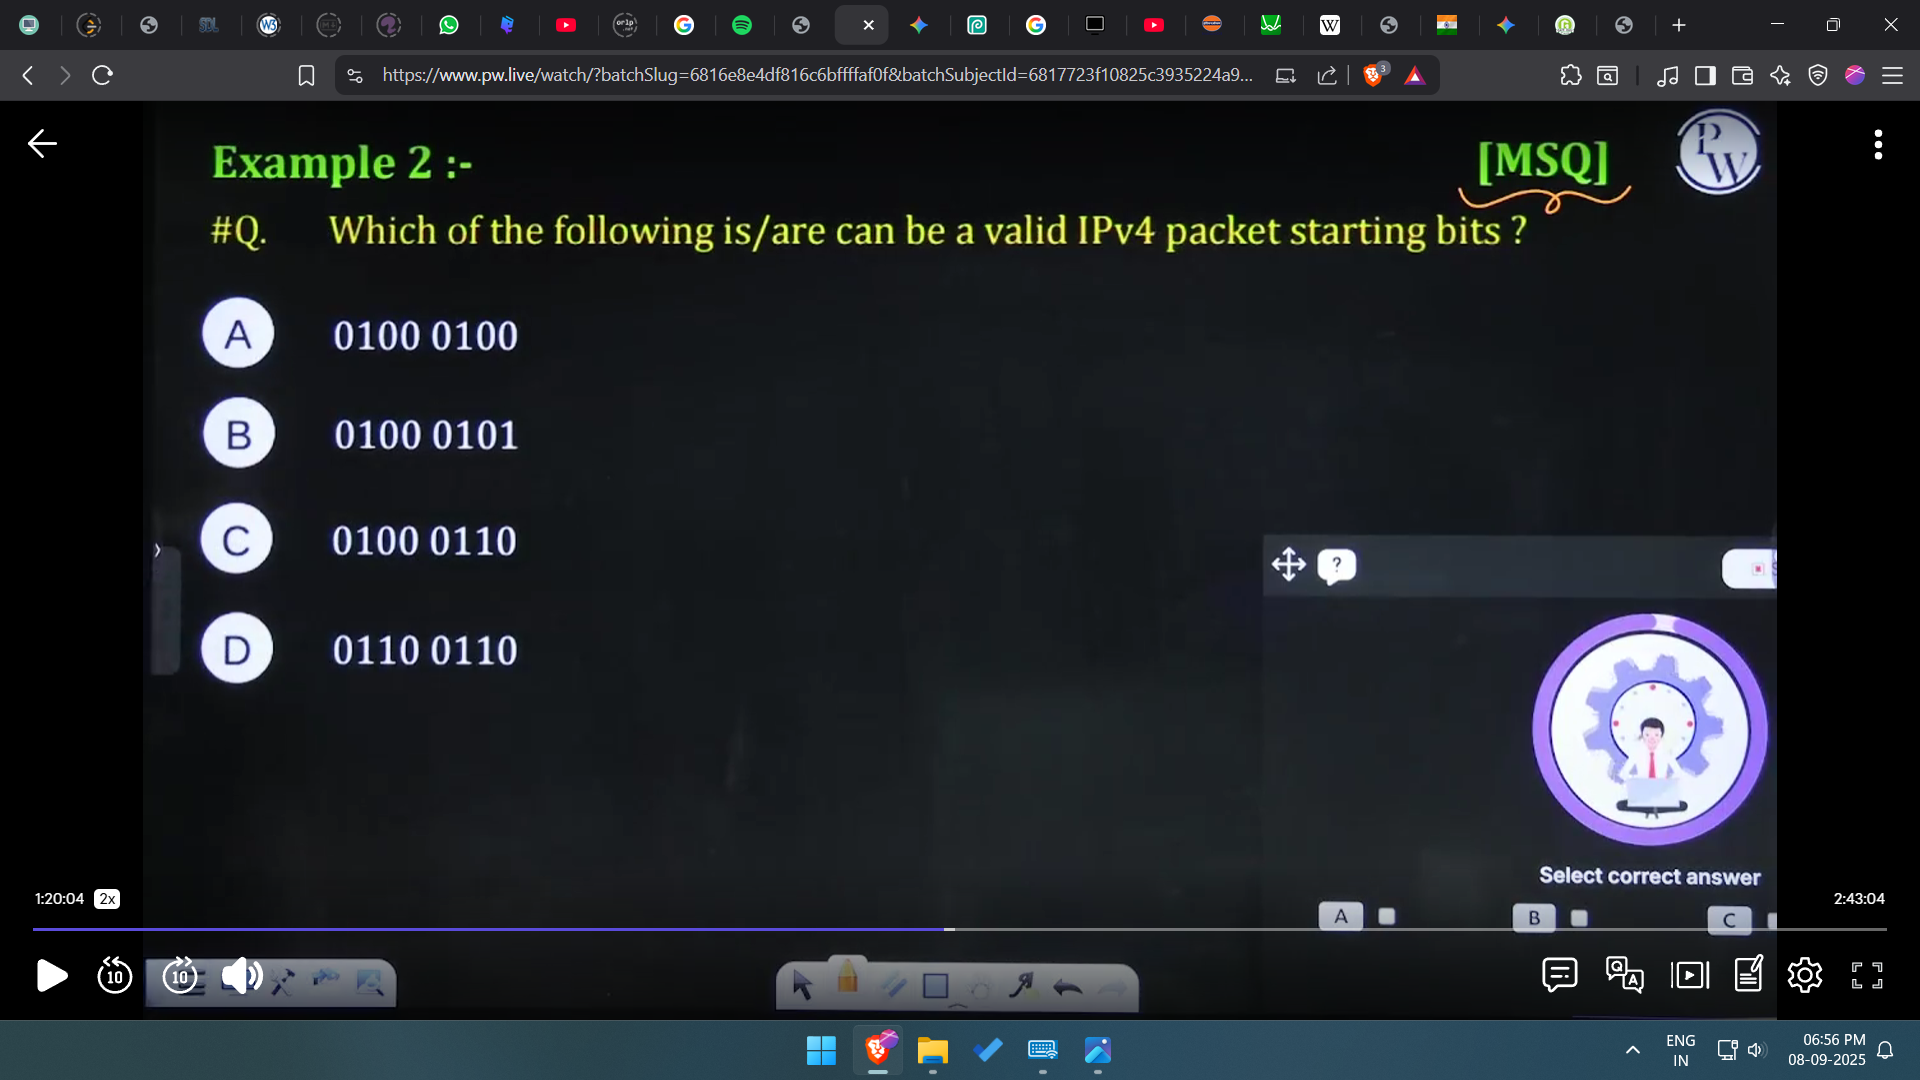 https://www.pw.live/watch/?batchSlug=6816e8e4df816c6bffffaf0f&batchSubjectId=6817723f10825c3935224a9...
3
Example 2 :-
[MSQ]
PW
#Q. Which of the following is/are can be a valid IPv4 packet starting bits ?
A 0100 0100
B 0100 0101
C 0100 0110
D 0110 0110
?
Select correct answer
A
B
C
1:20:04
2x
2:43:04
10
10
Q
A
ENG
IN
06:56 PM
08-09-2025